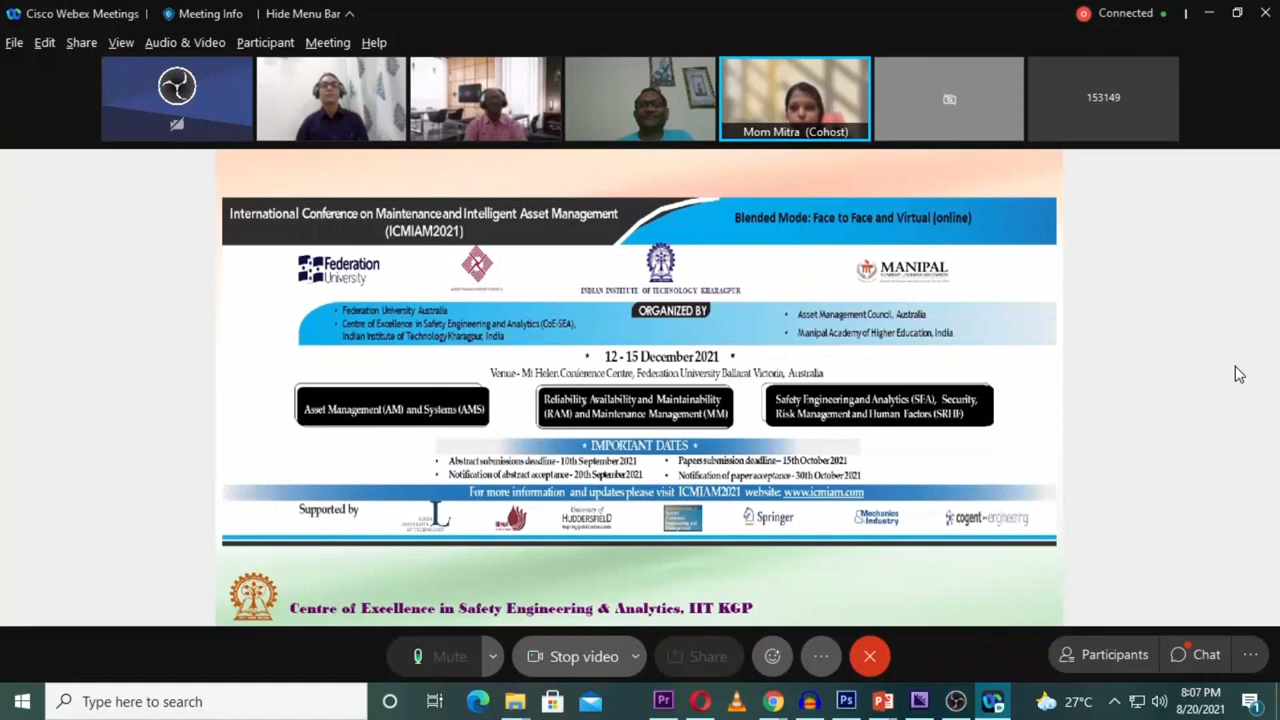 Cisco Webex Meetings | Meeting Info | Hide Menu Bar
Connected
File Edit Share View Audio & Video Participant Meeting Help
Mom Mitra (Cohost)
153149
International Conference on Maintenance and Intelligent Asset Management
(ICMIAM2021)
Blended Mode: Face to Face and Virtual (online)
Federation
University
INDIAN INSTITUTE OF TECHNOLOGY KHARAGPUR
MANIPAL
ORGANIZED BY
• Federation University Australia
• Centre of Excellence in Safety Engineering and Analytics (CoE-SEA),
Indian Institute of Technology Kharagpur, India
• Asset Management Council, Australia
• Manipal Academy of Higher Education, India
* 12 - 15 December 2021 *
Venue - Mt Helen Conference Centre, Federation University Ballarat Victoria, Australia
Asset Management (AM) and Systems (AMS)
Reliability, Availability and Maintainability
(RAM) and Maintenance Management (MM)
Safety Engineering and Analytics (SEA), Security,
Risk Management and Human Factors (SRHF)
* IMPORTANT DATES *
• Abstract submissions deadline - 10th September 2021
• Notification of abstract acceptance - 20th September 2021
• Papers submission deadline – 15th October 2021
• Notification of paper acceptance - 30th October 2021
For more information and updates please visit ICMIAM2021 website: www.icmiam.com
Supported by
University of
HUDDERSFIELD
Springer
Mechanics
Industry
cogent engineering
Centre of Excellence in Safety Engineering & Analytics, IIT KGP
Mute
Stop video
Share
Participants
Chat
Type here to search
27°C
8:07 PM
8/20/2021